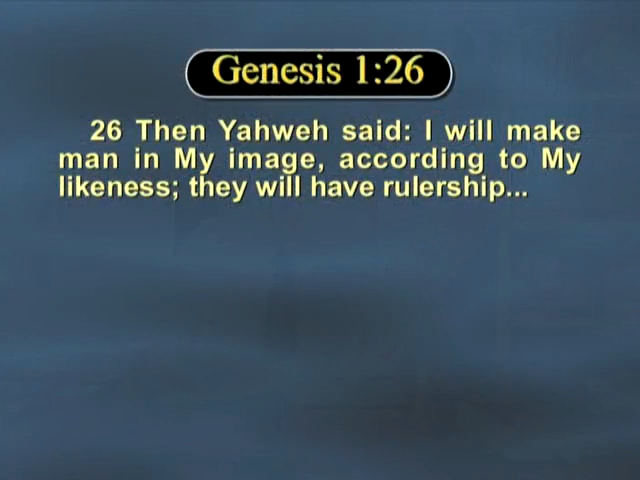 Genesis 1:26
26 Then Yahweh said: I will make
man in My image, according to My
likeness; they will have rulership...